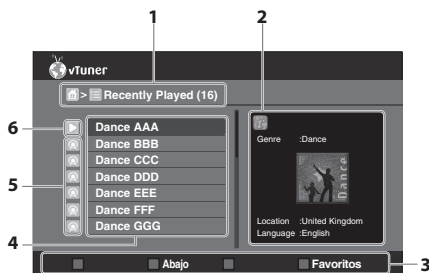 1
2
vTuner
> Recently Played (16)
6
Dance AAA
Dance BBB
Dance CCC
Dance DDD
Dance EEE
Dance FFF
Dance GGG
5
4
Genre :Dance
Dance
Location :United Kingdom
Language :English
Abajo
Favoritos
3